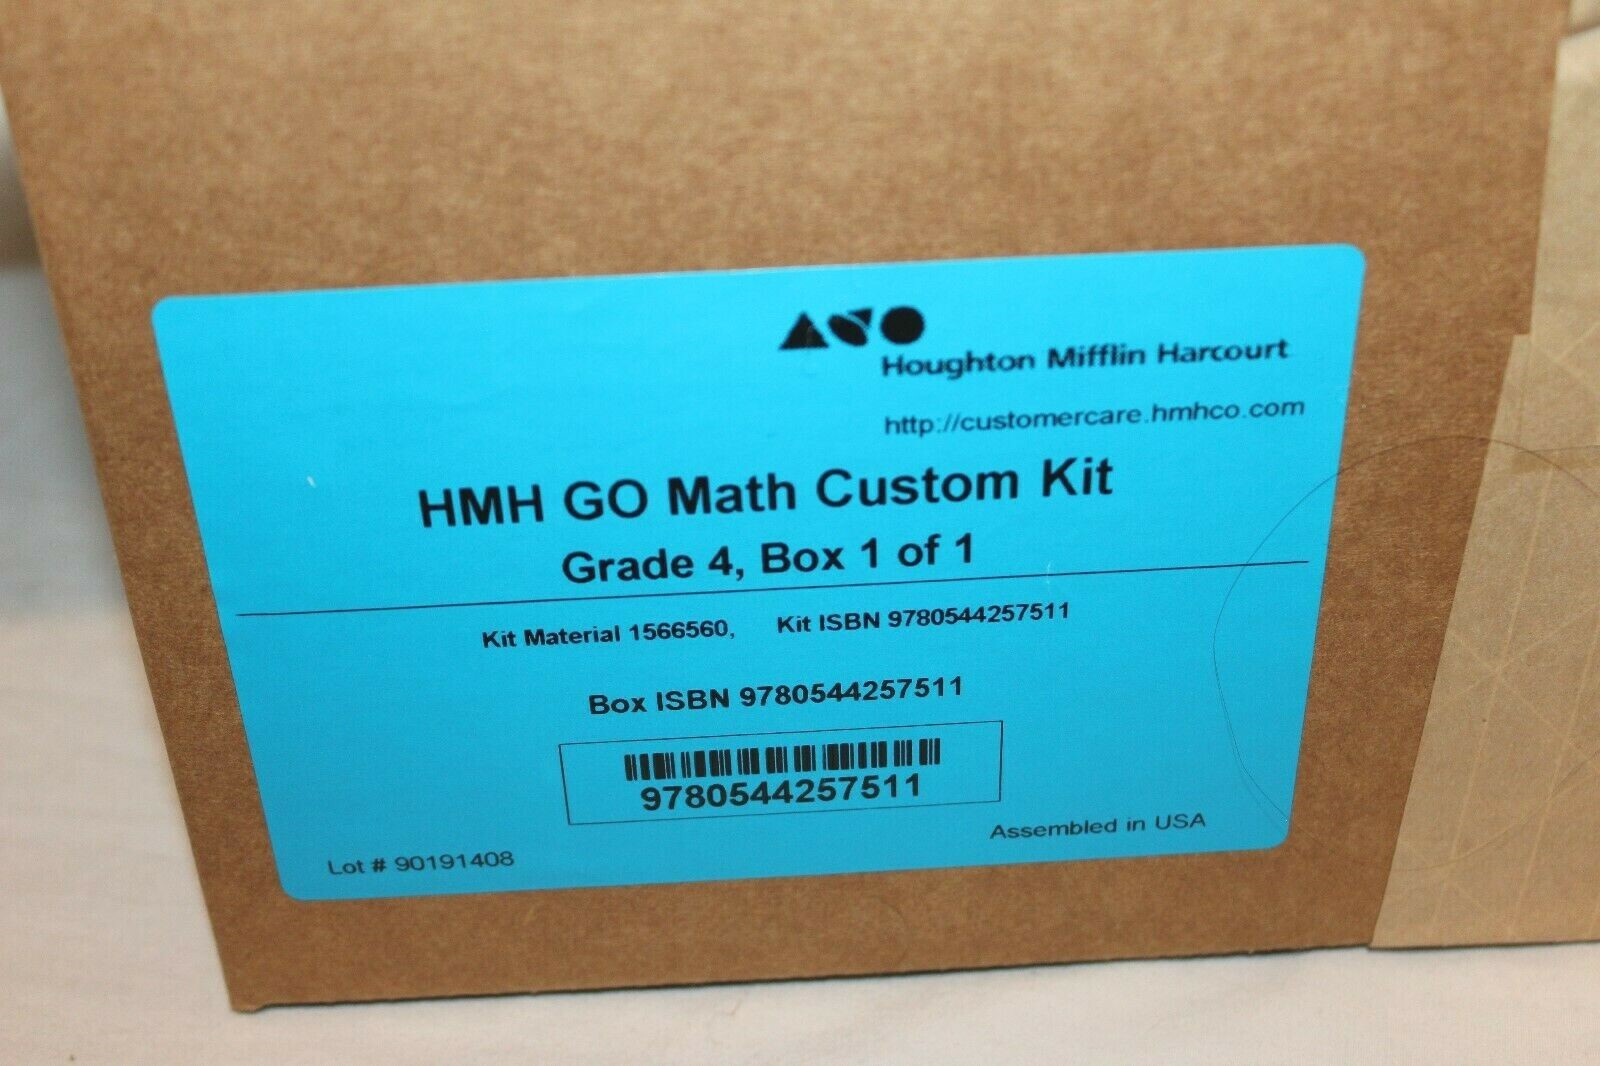 Houghton Mifflin Harcourt
http://customercare.hmhco.com
HMH GO Math Custom Kit
Grade 4, Box 1 of 1
Kit Material 1566560, Kit ISBN 9780544257511
Box ISBN 9780544257511
9780544257511
Assembled in USA
Lot # 90191408